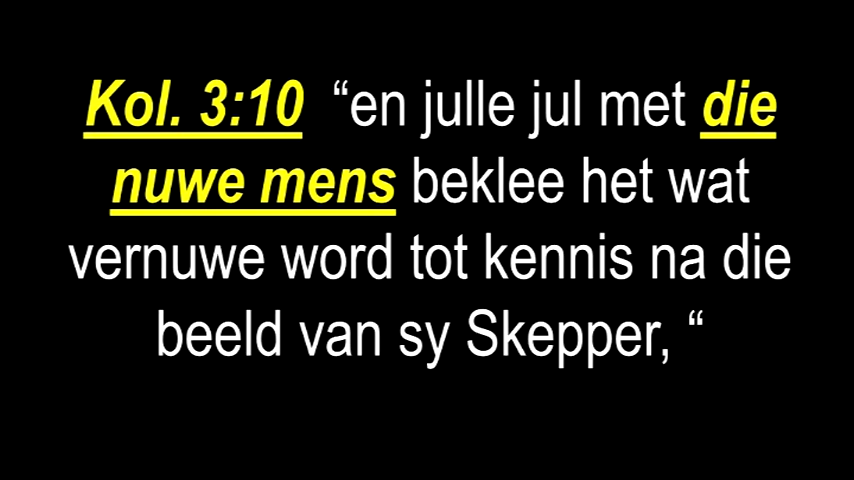 Kol. 3:10 “en julle jul met die
nuwe mens beklee het wat
vernuwe word tot kennis na die
beeld van sy Skepper, “